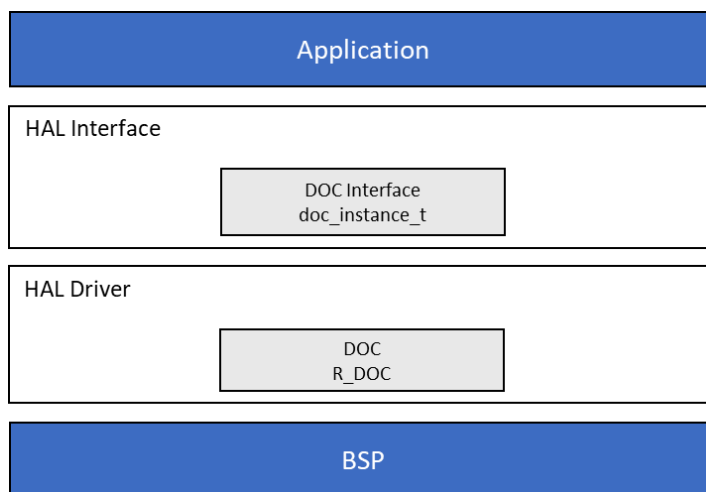 Application
HAL Interface
DOC Interface
doc_instance_t
HAL Driver
DOC
R_DOC
BSP